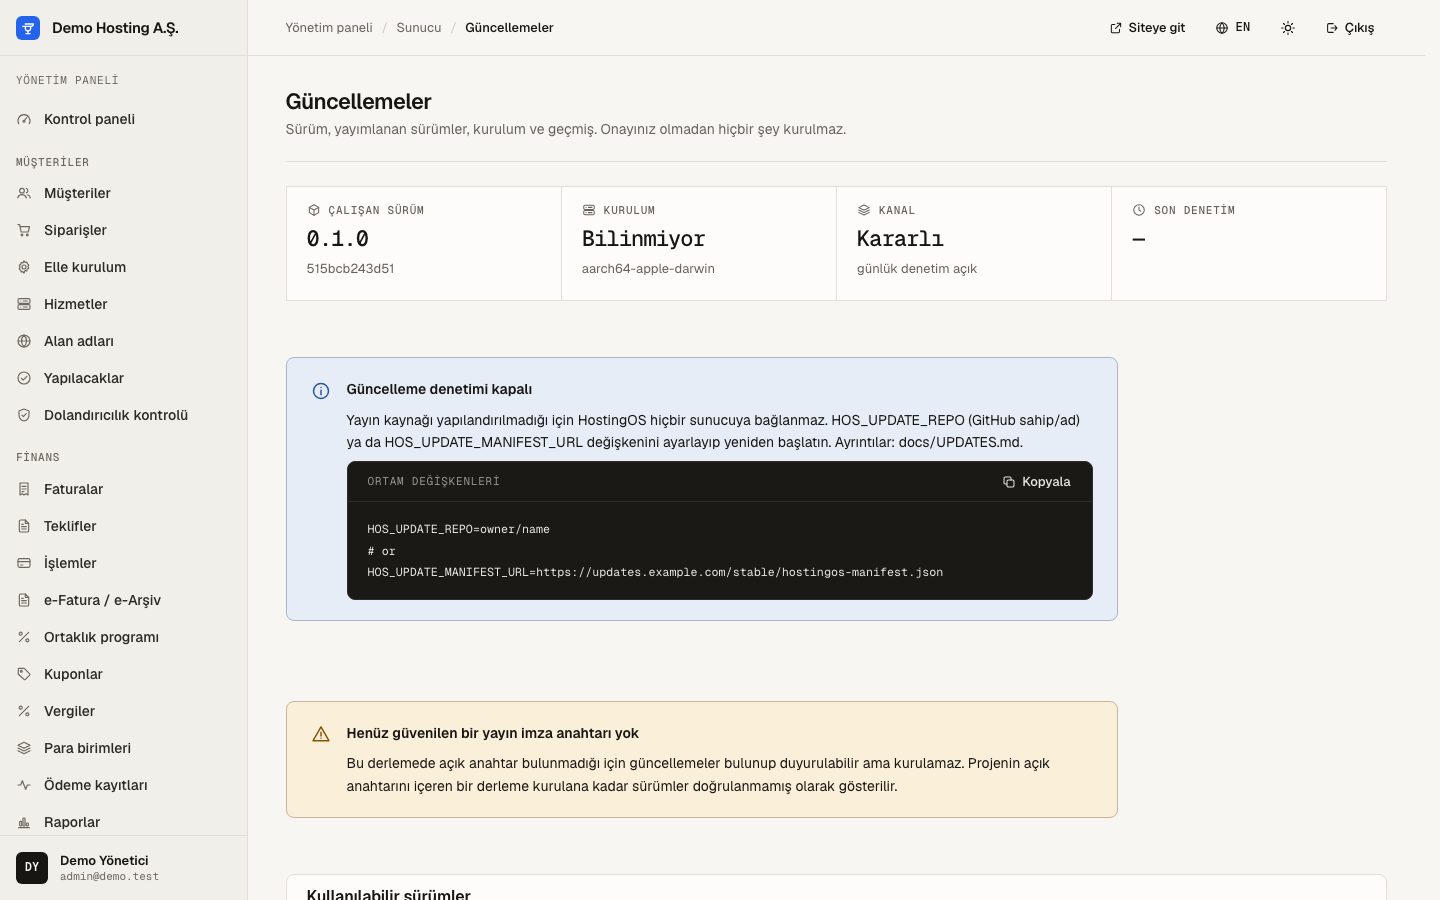 Demo Hosting A.Ş.
Yönetim paneli / Sunucu / Güncellemeler
Siteye git
EN
Çıkış
YÖNETİM PANELİ
Kontrol paneli
MÜŞTERİLER
Müşteriler
Siparişler
Elle kurulum
Hizmetler
Alan adları
Yapılacaklar
Dolandırıcılık kontrolü
FİNANS
Faturalar
Teklifler
İşlemler
e-Fatura / e-Arşiv
Ortaklık programı
Kuponlar
Vergiler
Para birimleri
Ödeme kayıtları
Raporlar
DY
Demo Yönetici
admin@demo.test
Güncellemeler
Sürüm, yayımlanan sürümler, kurulum ve geçmiş. Onayınız olmadan hiçbir şey kurulmaz.
ÇALIŞAN SÜRÜM
0.1.0
515bcb243d51
KURULUM
Bilinmiyor
aarch64-apple-darwin
KANAL
Kararlı
günlük denetim açık
SON DENETİM
—
Güncelleme denetimi kapalı
Yayın kaynağı yapılandırılmadığı için HostingOS hiçbir sunucuya bağlanmaz. HOS_UPDATE_REPO (GitHub sahip/ad)
ya da HOS_UPDATE_MANIFEST_URL değişkenini ayarlayıp yeniden başlatın. Ayrıntılar: docs/UPDATES.md.
ORTAM DEĞİŞKENLERİ
Kopyala
HOS_UPDATE_REPO=owner/name
# or
HOS_UPDATE_MANIFEST_URL=https://updates.example.com/stable/hostingos-manifest.json
Henüz güvenilen bir yayın imza anahtarı yok
Bu derlemede açık anahtar bulunmadığı için güncellemeler bulunup duyurulabilir ama kurulamaz. Projenin açık
anahtarını içeren bir derleme kurulana kadar sürümler doğrulanmamış olarak gösterilir.
Kullanılabilir sürümler